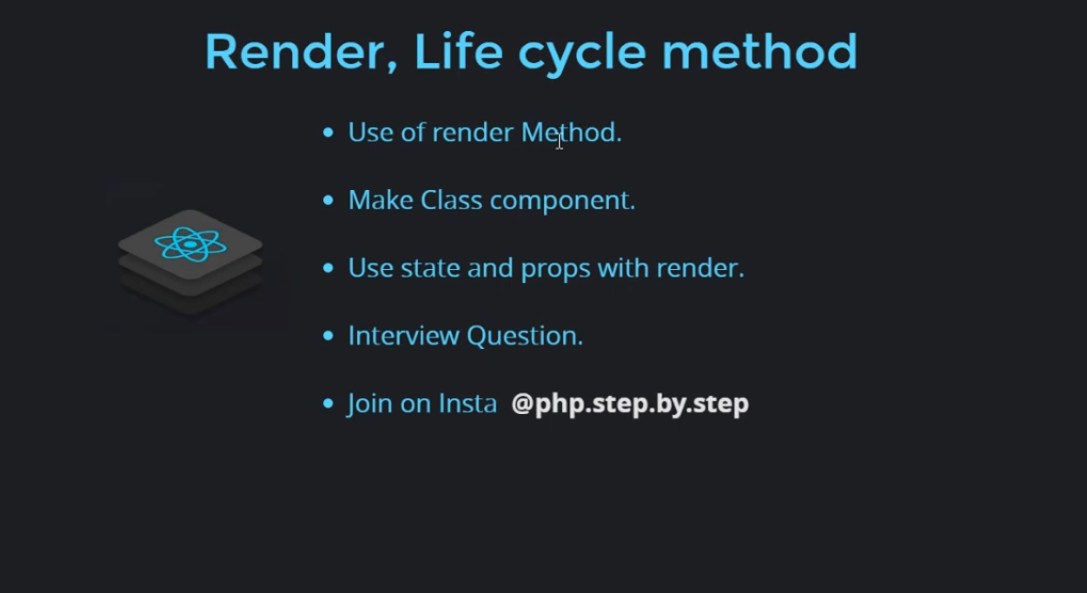 Render, Life cycle method
Use of render Method.
Make Class component.
Use state and props with render.
Interview Question.
Join on Insta @php.step.by.step